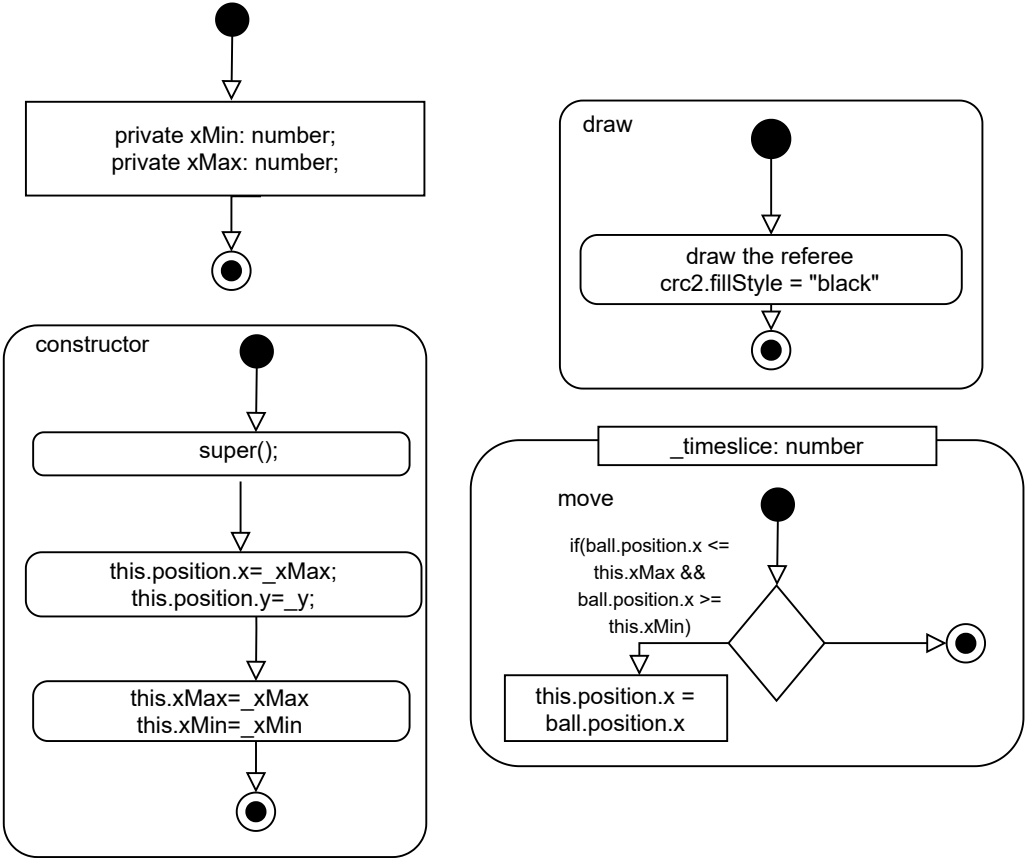 private xMin: number;
private xMax: number;
constructor
super();
this.position.x=_xMax;
this.position.y=_y;
this.xMax=_xMax
this.xMin=_xMin
draw
draw the referee
crc2.fillStyle = "black"
_timeslice: number
move
if(ball.position.x <=
this.xMax &&
ball.position.x >=
this.xMin)
this.position.x =
ball.position.x